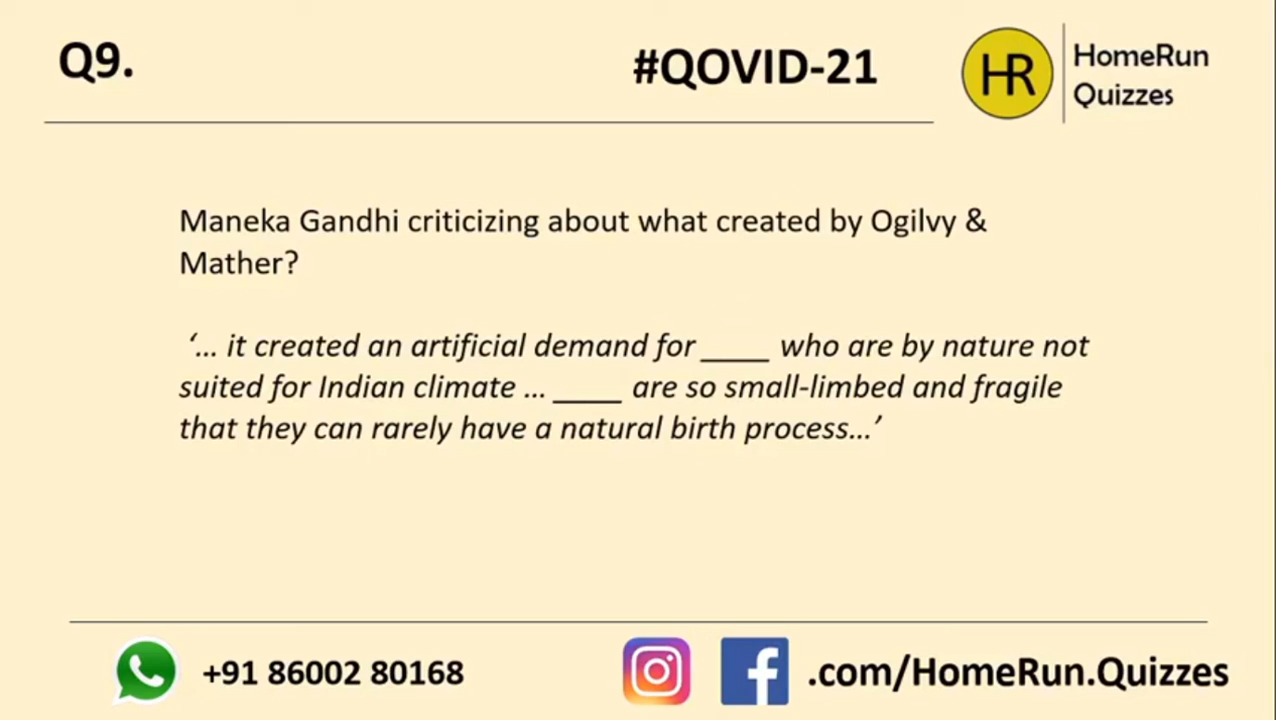 Q9.
#QOVID-21
HR
HomeRun
Quizzes
Maneka Gandhi criticizing about what created by Ogilvy &
Mather?
‘… it created an artificial demand for ____ who are by nature not
suited for Indian climate … ____ are so small-limbed and fragile
that they can rarely have a natural birth process…’
+91 86002 80168
.com/HomeRun.Quizzes